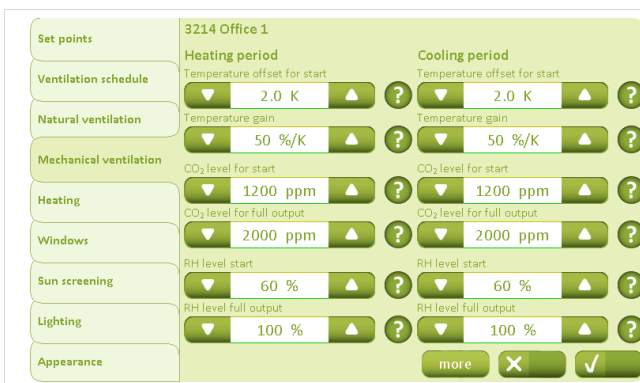 Set points
Ventilation schedule
Natural ventilation
Mechanical ventilation
Heating
Windows
Sun screening
Lighting
Appearance
3214 Office 1
Heating period
Temperature offset for start
2.0 K ?
Temperature gain
50 %/K ?
CO₂ level for start
1200 ppm ?
CO₂ level for full output
2000 ppm ?
RH level start
60 % ?
RH level full output
100 % ?
Cooling period
Temperature offset for start
2.0 K ?
Temperature gain
50 %/K ?
CO₂ level for start
1200 ppm ?
CO₂ level for full output
2000 ppm ?
RH level start
60 % ?
RH level full output
100 % ?
more